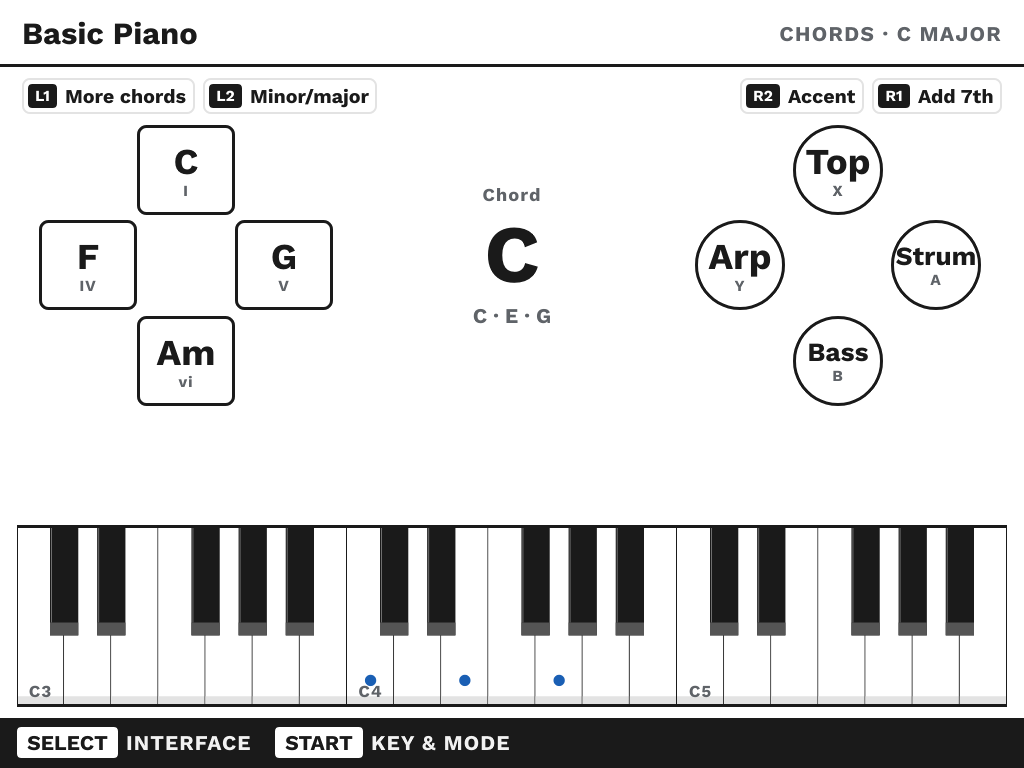 Basic Piano
CHORDS · C MAJOR
L1 More chords
L2 Minor/major
R2 Accent
R1 Add 7th
C
I
F
IV
G
V
Am
vi
Chord
C
C · E · G
Top
X
Arp
Y
Strum
A
Bass
B
C3
C4
C5
SELECT INTERFACE
START KEY & MODE